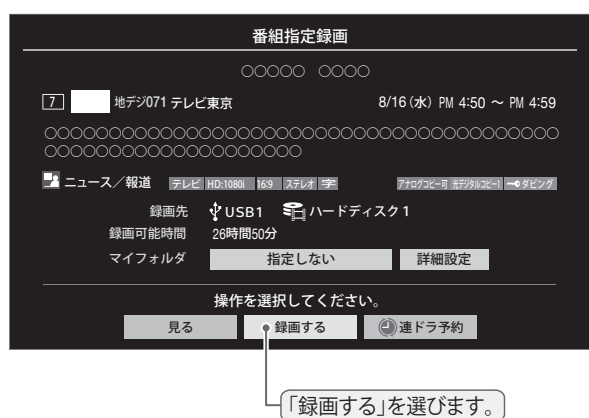 番組指定録画
○○○○○ ○○○○
7 地デジ071 テレビ東京 8/16(水) PM 4:50 ～ PM 4:59
○○○○○○○○○○○○○○○○○○○○○○○○○○○○○○○○○○○○○○○○
○○○○○○○○○○○○○○○○○○○○
ニュース／報道 テレビ HD:1080i 16:9 ステレオ 字 アナログコピー可 光デジタルコピー1 ダビング
録画先 USB1 ハードディスク1
録画可能時間 26時間50分
マイフォルダ 指定しない 詳細設定
操作を選択してください。
見る 録画する 連ドラ予約
「録画する」を選びます。